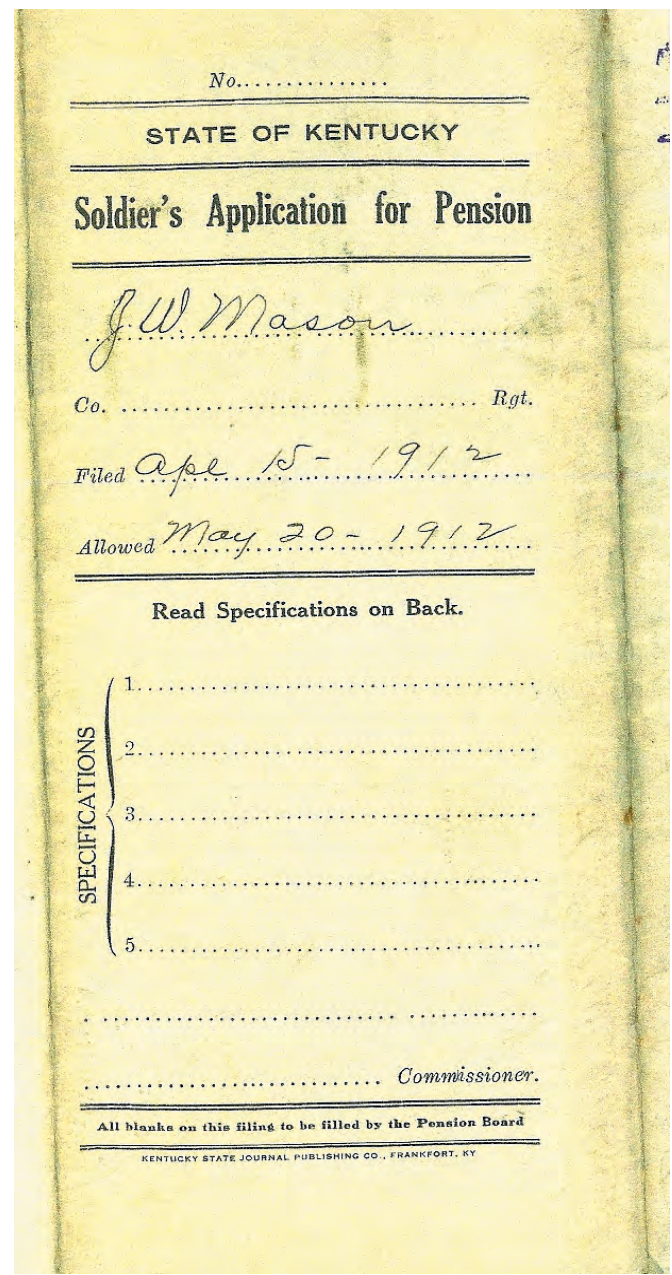 No...............
STATE OF KENTUCKY
Soldier's Application for Pension
J. W. Mason
Co. .................................. Rgt.
Filed Apl 15 - 1912
Allowed May 20 - 1912
Read Specifications on Back.
SPECIFICATIONS
1.......................................
2.......................................
3.......................................
4.......................................
5.......................................
............................ Commissioner.
All blanks on this filing to be filled by the Pension Board
KENTUCKY STATE JOURNAL PUBLISHING CO., FRANKFORT, KY